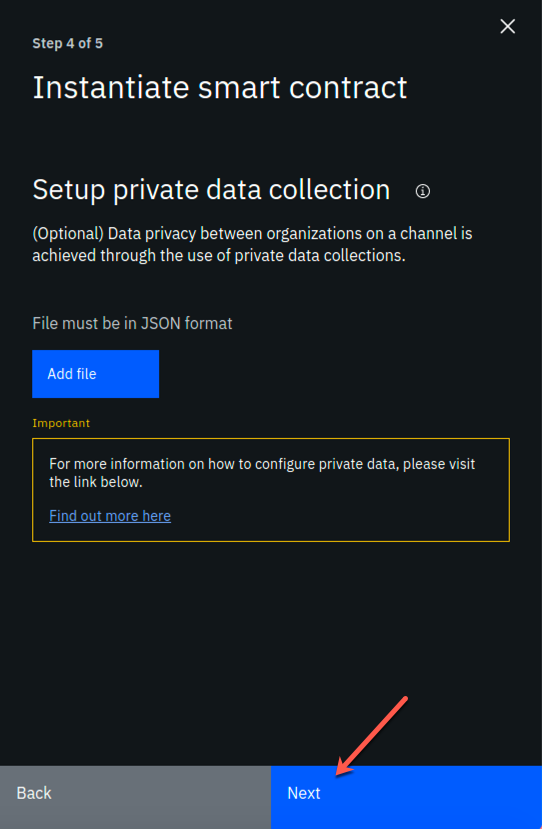 Step 4 of 5
Instantiate smart contract
Setup private data collection
(Optional) Data privacy between organizations on a channel is
achieved through the use of private data collections.
File must be in JSON format
Add file
Important
For more information on how to configure private data, please visit
the link below.
Find out more here
Back
Next